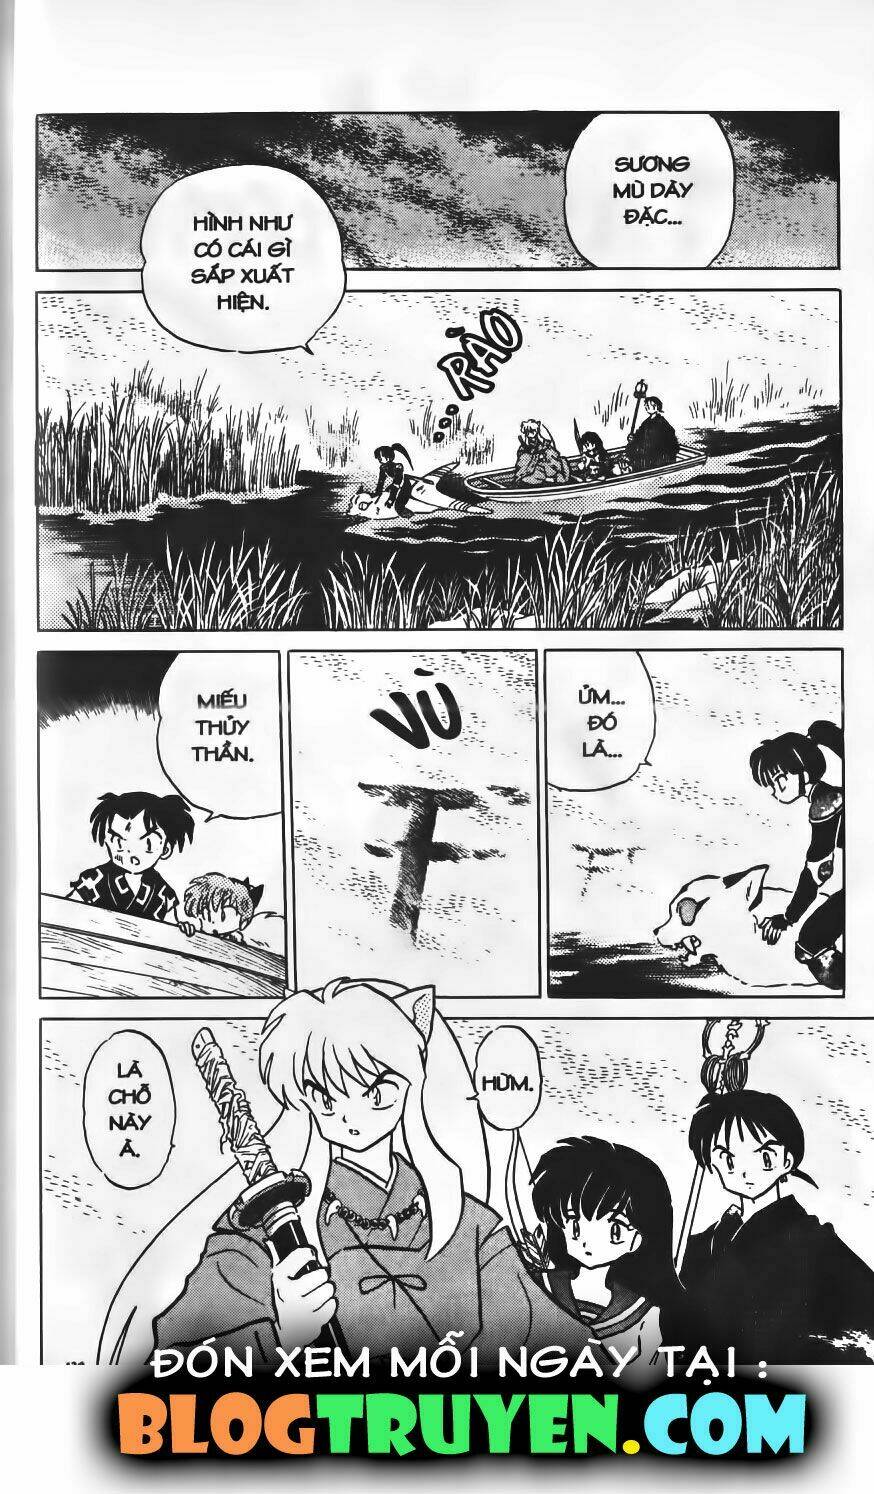 SƯƠNG
MÙ DÀY
ĐẶC...
HÌNH NHƯ
CÓ CÁI GÌ
SẮP XUẤT
HIỆN.
RÀO
ỪM...
ĐÓ
LÀ...
VÙ
MIẾU
THỦY
THẦN.
HỪM.
LÀ
CHỖ
NÀY
À.
ĐÓN XEM MỖI NGÀY TẠI :
BLOGTRUYEN.COM